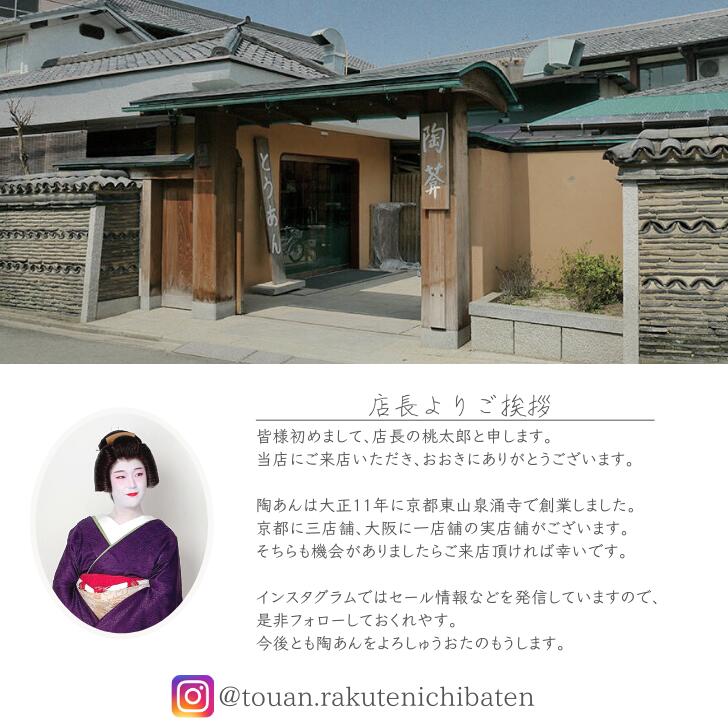 陶葊
とうあん
店長よりご挨拶
皆様初めまして、店長の桃太郎と申します。
当店にご来店いただき、おおきにありがとうございます。
陶あんは大正11年に京都東山泉涌寺で創業しました。
京都に三店舗、大阪に一店舗の実店舗がございます。
そちらも機会がありましたらご来店頂ければ幸いです。
インスタグラムではセール情報などを発信していますので、
是非フォローしておくれやす。
今後とも陶あんをよろしゅうおたのもうします。
@touan.rakutenichibaten